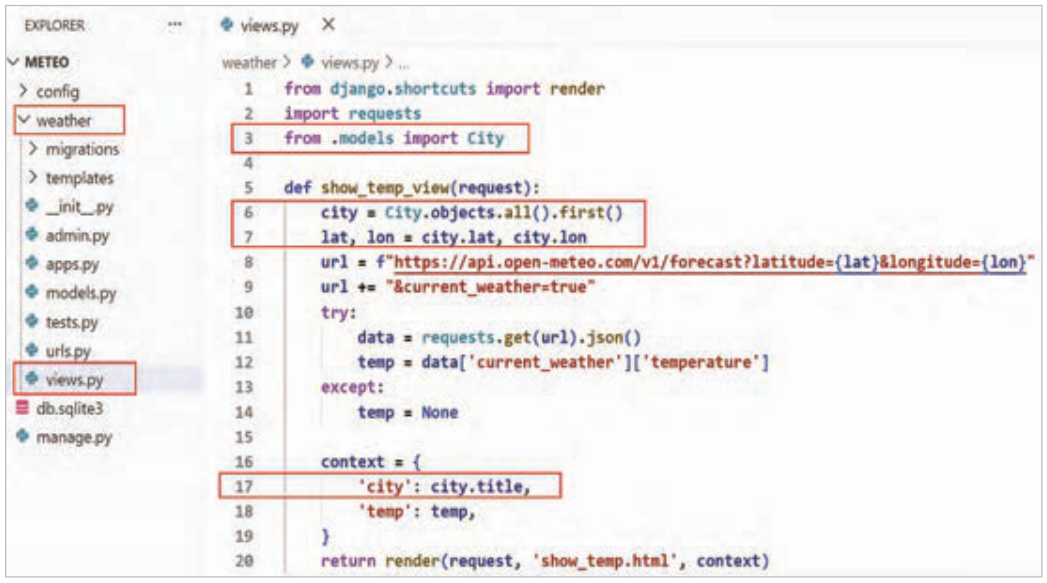 EXPLORER ...
METEO
config
weather
migrations
templates
__init__.py
admin.py
apps.py
models.py
tests.py
urls.py
views.py
db.sqlite3
manage.py
views.py ×
weather > views.py > ...
1 from django.shortcuts import render
2 import requests
3 from .models import City
4
5 def show_temp_view(request):
6 city = City.objects.all().first()
7 lat, lon = city.lat, city.lon
8 url = f"https://api.open-meteo.com/v1/forecast?latitude={lat}&longitude={lon}"
9 url += "&current_weather=true"
10 try:
11 data = requests.get(url).json()
12 temp = data['current_weather']['temperature']
13 except:
14 temp = None
15
16 context = {
17 'city': city.title,
18 'temp': temp,
19 }
20 return render(request, 'show_temp.html', context)